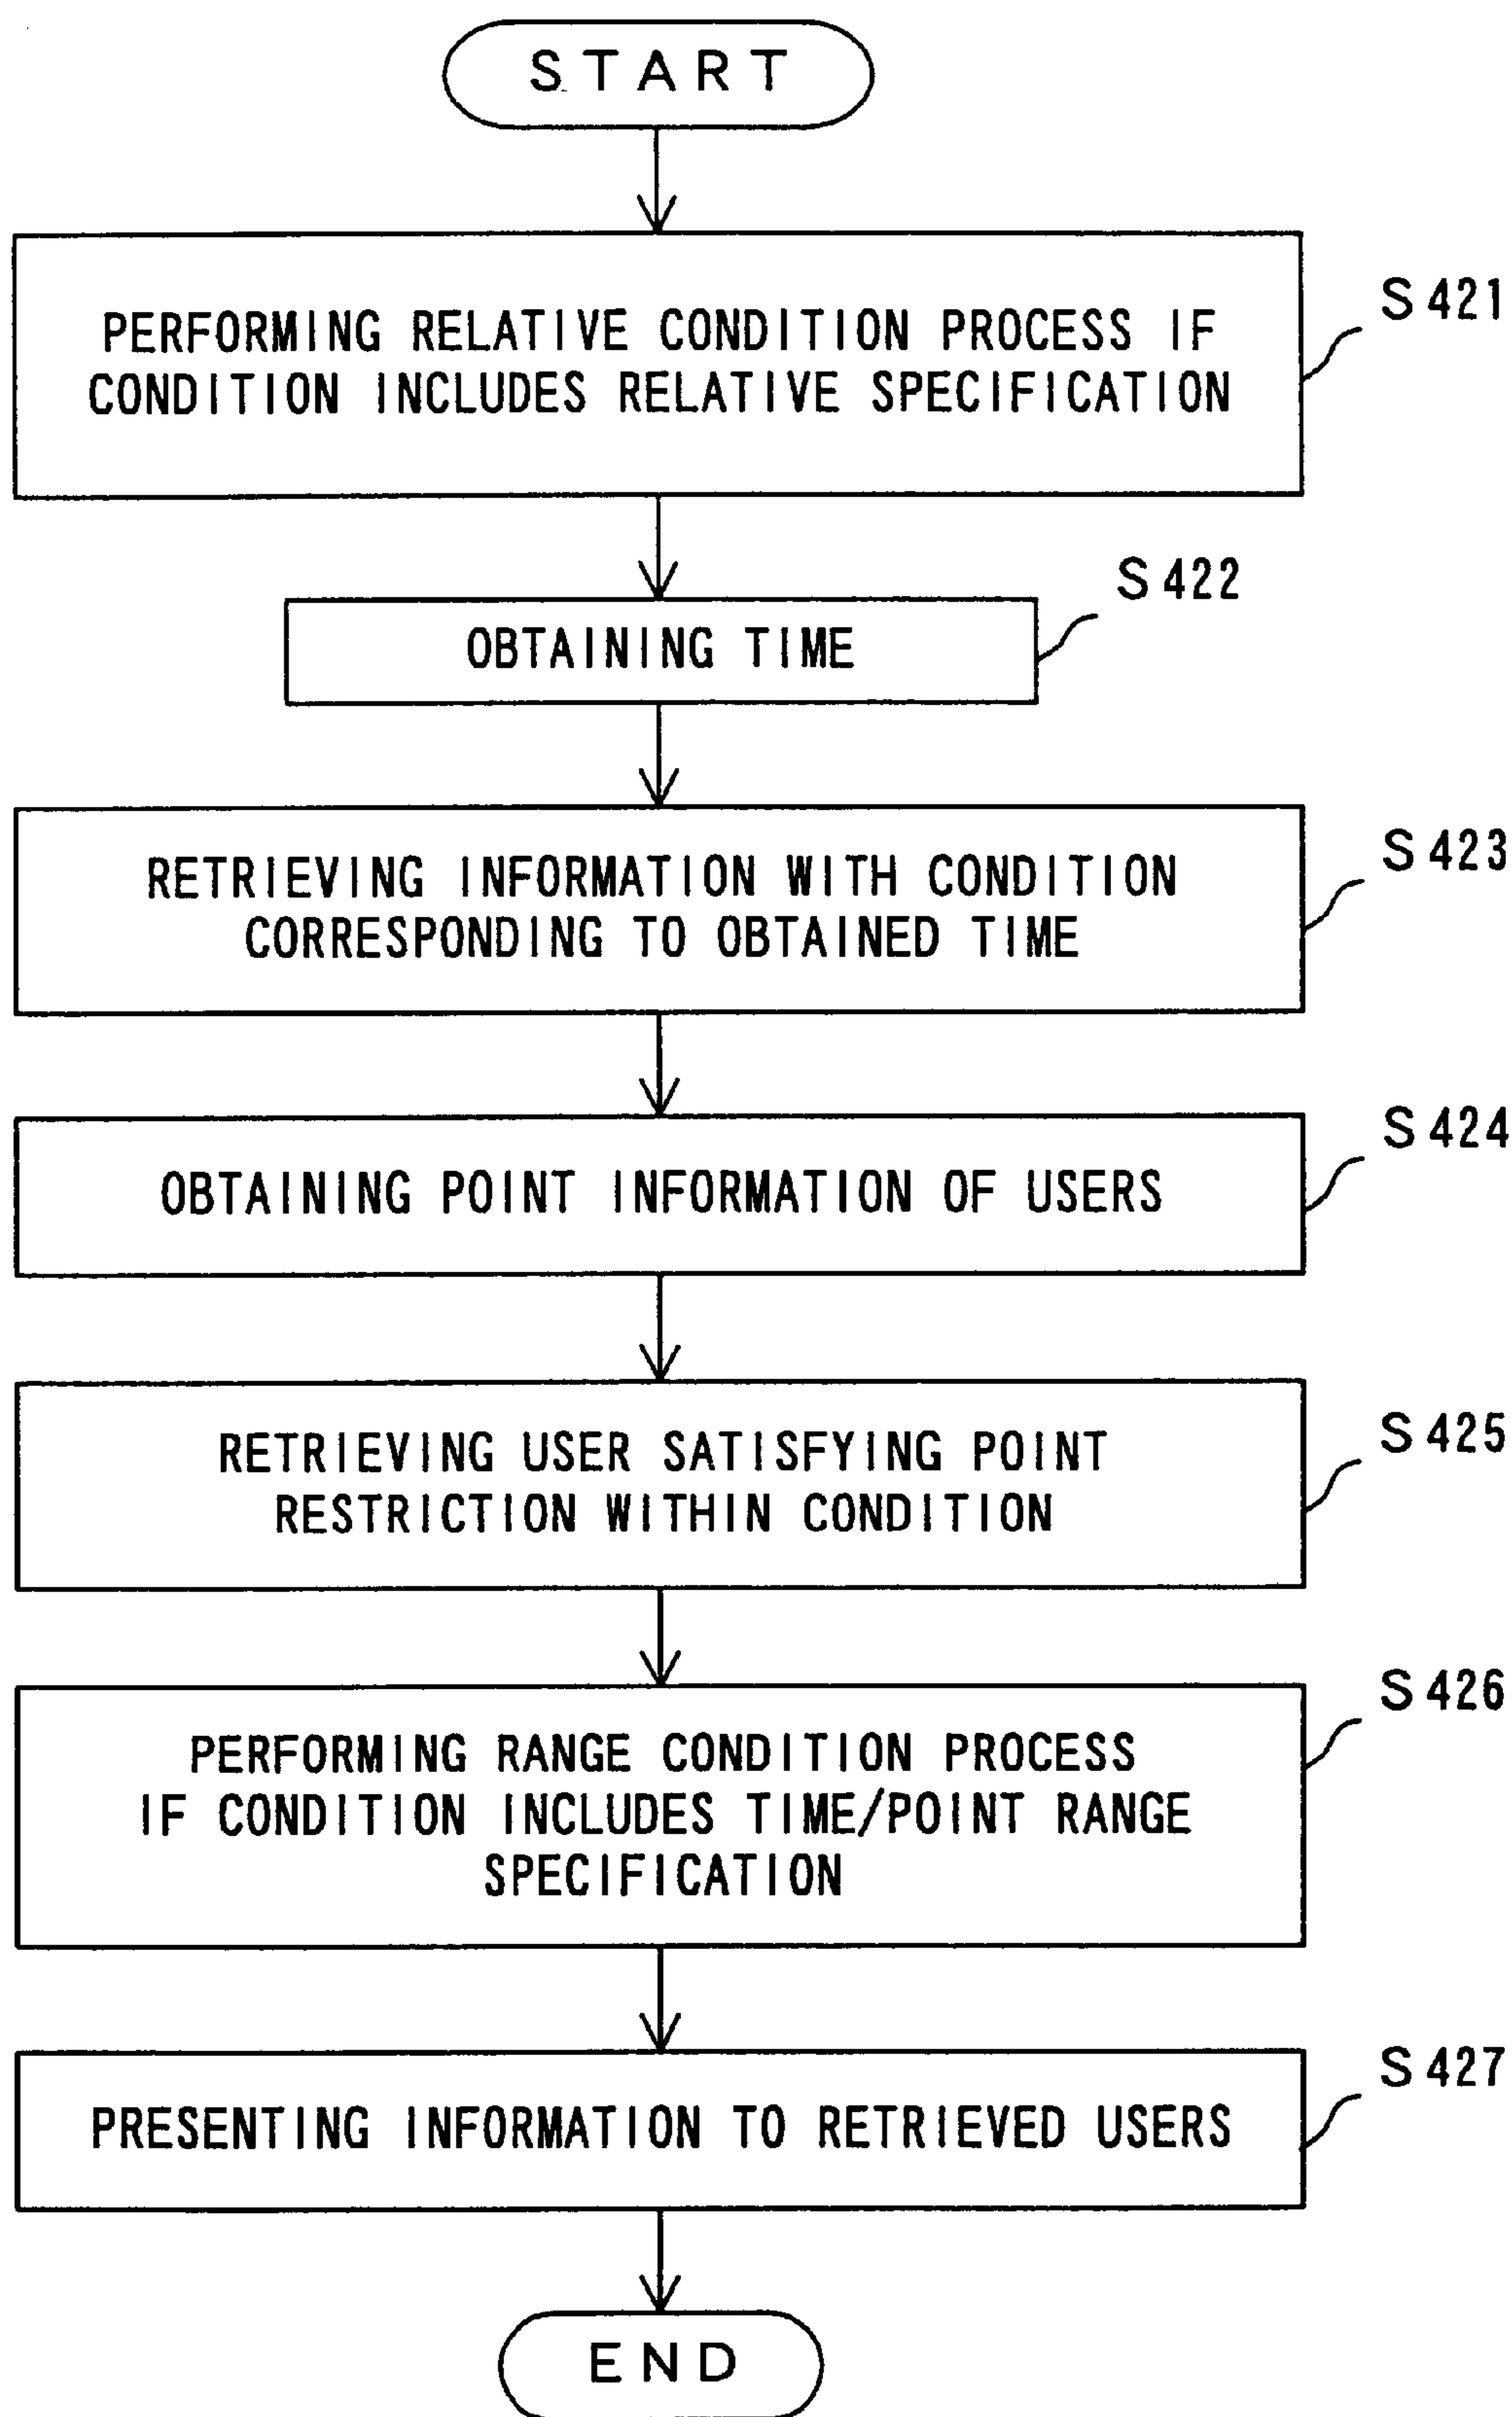 START
PERFORMING RELATIVE CONDITION PROCESS IF
CONDITION INCLUDES RELATIVE SPECIFICATION
S421
OBTAINING TIME
S422
RETRIEVING INFORMATION WITH CONDITION
CORRESPONDING TO OBTAINED TIME
S423
OBTAINING POINT INFORMATION OF USERS
S424
RETRIEVING USER SATISFYING POINT
RESTRICTION WITHIN CONDITION
S425
PERFORMING RANGE CONDITION PROCESS
IF CONDITION INCLUDES TIME/POINT RANGE
SPECIFICATION
S426
PRESENTING INFORMATION TO RETRIEVED USERS
S427
END